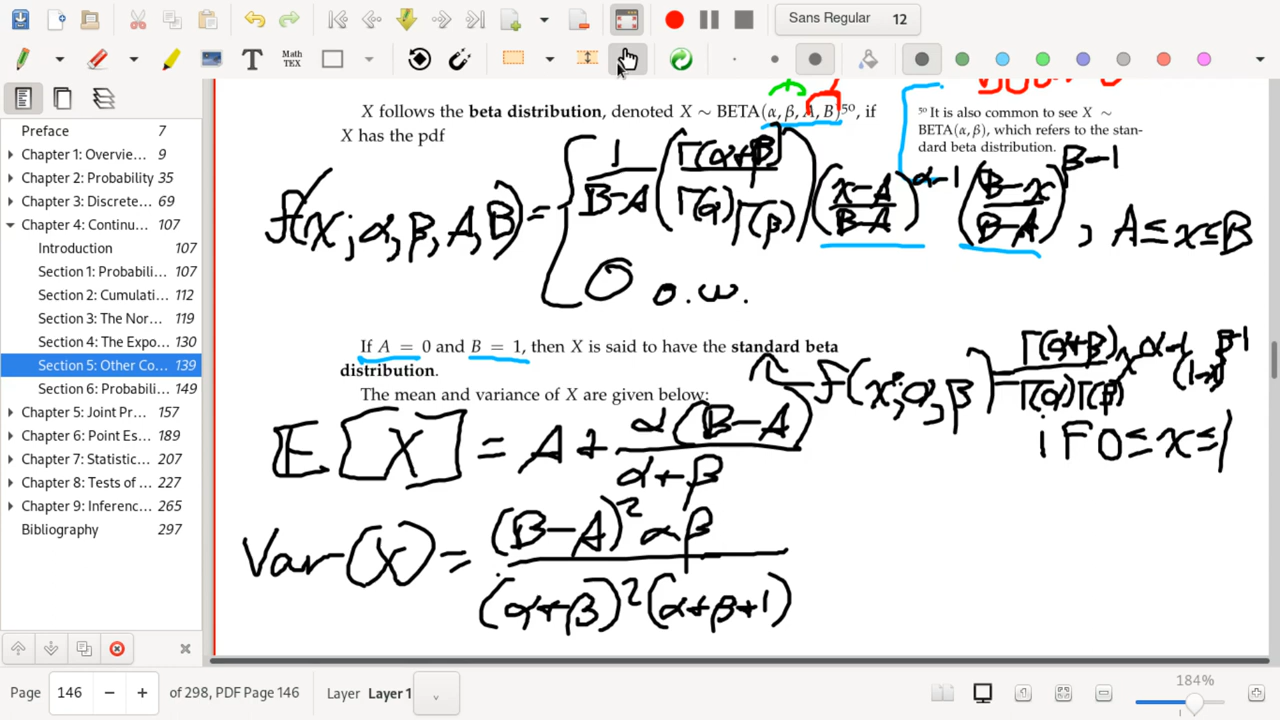 Sans Regular 12
T Math TEX
Preface 7
Chapter 1: Overvie... 9
Chapter 2: Probability 35
Chapter 3: Discrete... 69
Chapter 4: Continu... 107
Introduction 107
Section 1: Probabili... 107
Section 2: Cumulati... 112
Section 3: The Nor... 119
Section 4: The Expo... 130
Section 5: Other Co... 139
Section 6: Probabili... 149
Chapter 5: Joint Pr... 157
Chapter 6: Point Es... 189
Chapter 7: Statistic... 207
Chapter 8: Tests of ... 227
Chapter 9: Inferenc... 265
Bibliography 297
X follows the beta distribution, denoted X ∼ BETA(α, β, A, B)⁵⁰, if
X has the pdf
⁵⁰ It is also common to see X ∼
BETA(α, β), which refers to the stan-
dard beta distribution.
f(x; α, β, A, B) = { 1/(B−A) (Γ(α+β)/(Γ(α)Γ(β))) ((x−A)/(B−A))^(α−1) ((B−x)/(B−A))^(β−1), A≤x≤B
0 o.w.
If A = 0 and B = 1, then X is said to have the standard beta
distribution.
f(x; α, β) = Γ(α+β)/(Γ(α)Γ(β)) x^(α−1) (1−x)^(β−1)
if 0≤x≤1
The mean and variance of X are given below:
E[X] = A + α(B−A)/(α+β)
Var(X) = (B−A)²αβ/((α+β)²(α+β+1))
Page 146 − + of 298, PDF Page 146 Layer Layer 1 184%